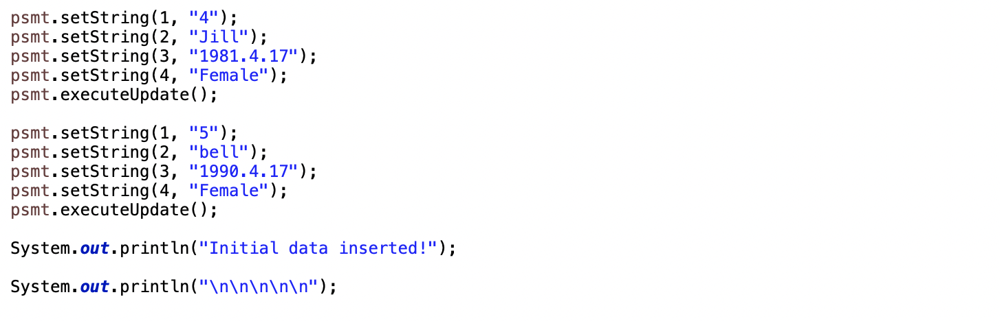 psmt.setString(1, "4");
psmt.setString(2, "Jill");
psmt.setString(3, "1981.4.17");
psmt.setString(4, "Female");
psmt.executeUpdate();
psmt.setString(1, "5");
psmt.setString(2, "bell");
psmt.setString(3, "1990.4.17");
psmt.setString(4, "Female");
psmt.executeUpdate();
System.out.println("Initial data inserted!");
System.out.println("\n\n\n\n\n");